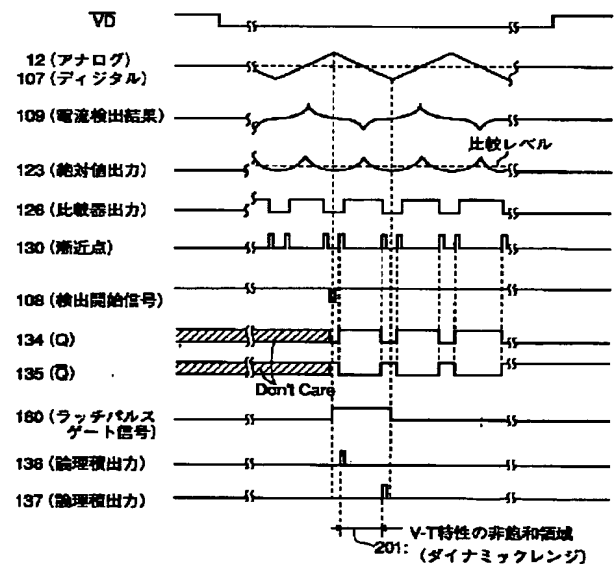 VD
12 (アナログ)
107 (ディジタル)
109 (電流検出結果)
比較レベル
123 (絶対値出力)
126 (比較器出力)
130 (漸近点)
108 (検出開始信号)
134 (Q)
135 (Q̅)
Don't Care
160 (ラッチパルス
ゲート信号)
136 (論理積出力)
137 (論理積出力)
V-T特性の非飽和領域
201:
(ダイナミックレンジ)